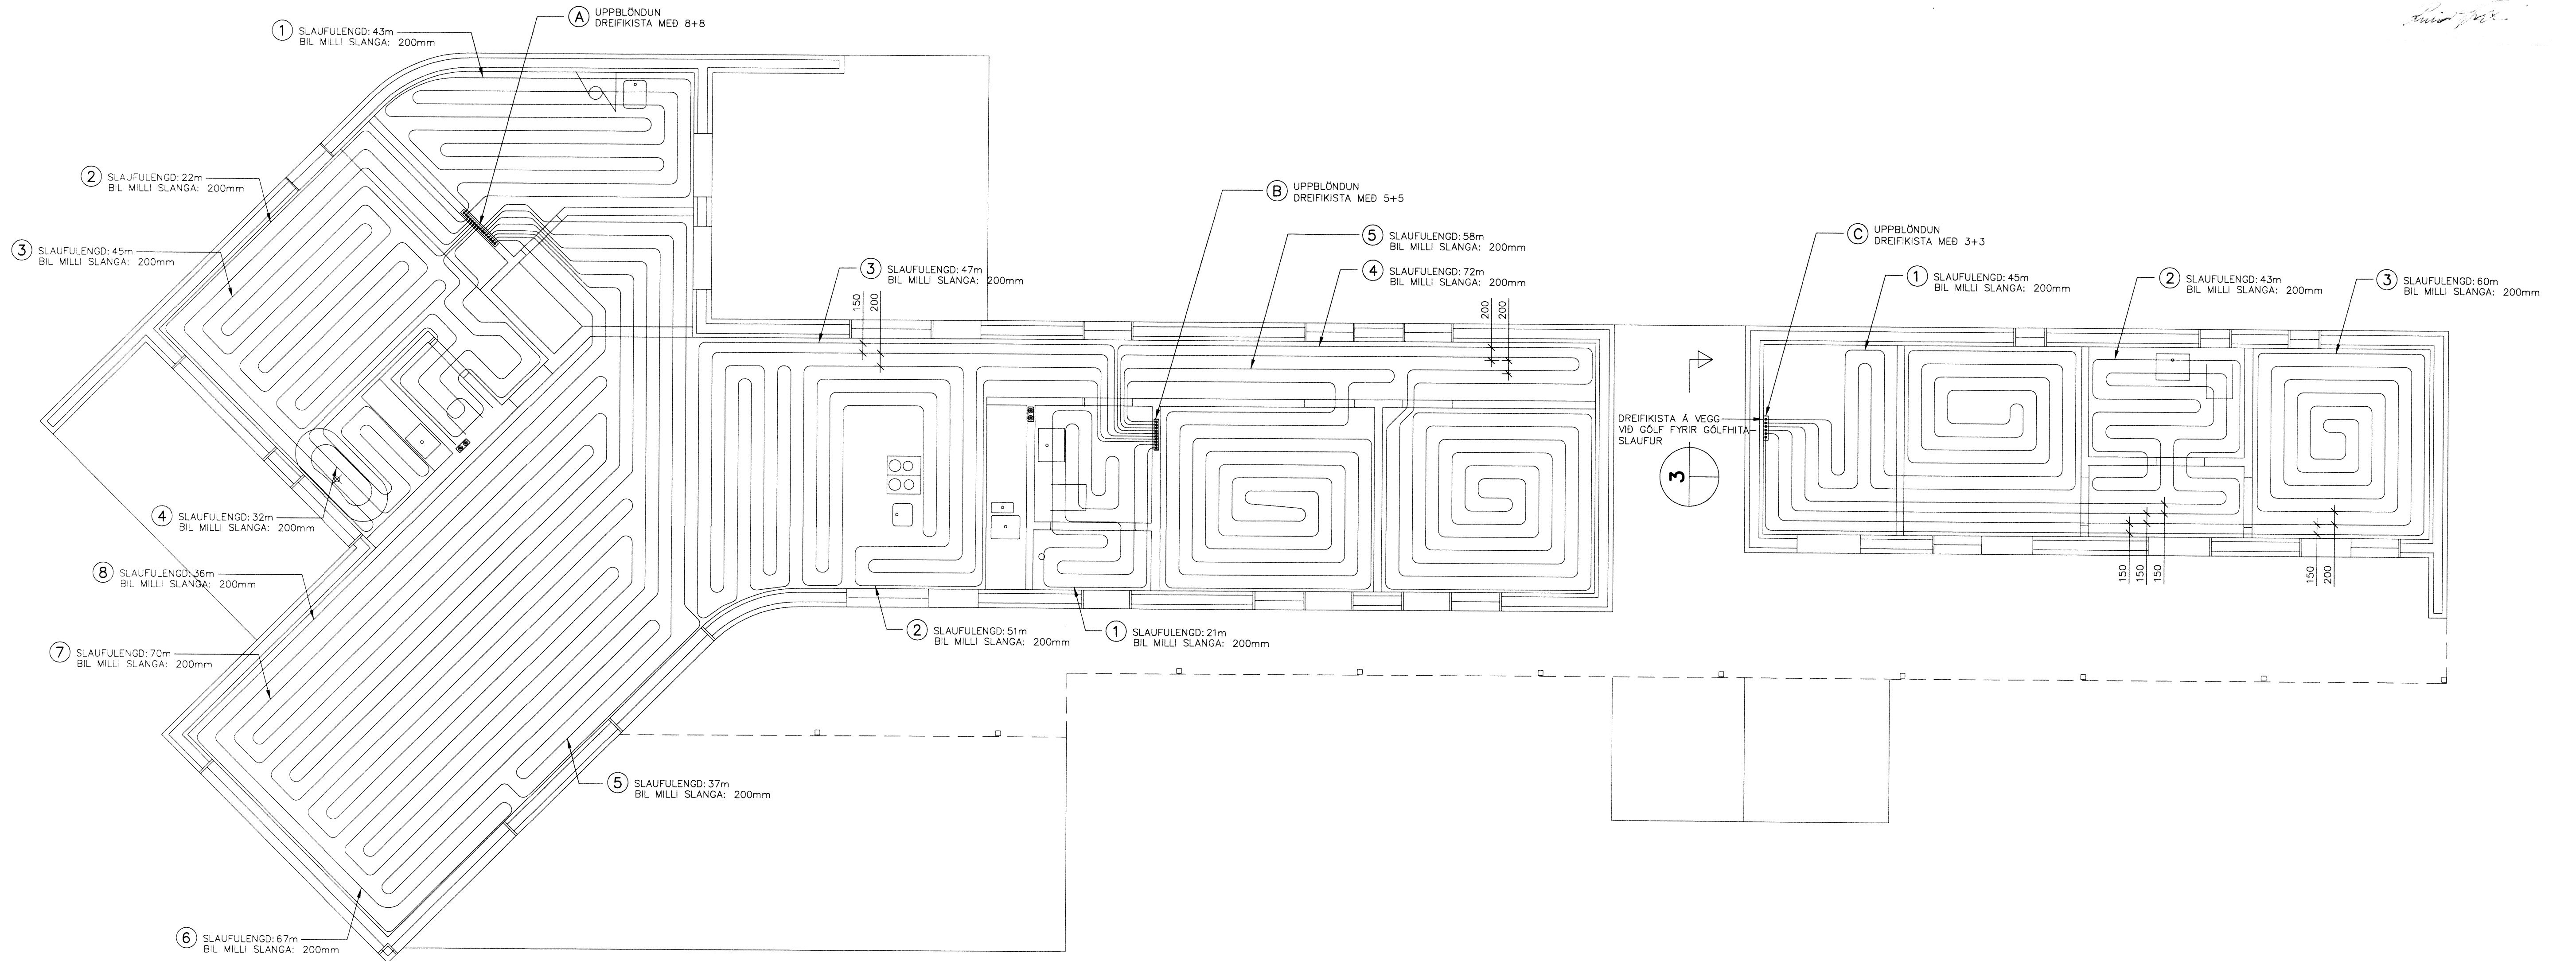 A
UPPBLÖNDUN
DREIFIKISTA MEÐ 8+8
1
SLAUFULENGD: 43m
BIL MILLI SLANGA: 200mm
2
SLAUFULENGD: 22m
BIL MILLI SLANGA: 200mm
3
SLAUFULENGD: 45m
BIL MILLI SLANGA: 200mm
4
SLAUFULENGD: 32m
BIL MILLI SLANGA: 200mm
8
SLAUFULENGD: 36m
BIL MILLI SLANGA: 200mm
7
SLAUFULENGD: 70m
BIL MILLI SLANGA: 200mm
6
SLAUFULENGD: 67m
BIL MILLI SLANGA: 200mm
5
SLAUFULENGD: 37m
BIL MILLI SLANGA: 200mm
B
UPPBLÖNDUN
DREIFIKISTA MEÐ 5+5
5
SLAUFULENGD: 58m
BIL MILLI SLANGA: 200mm
4
SLAUFULENGD: 72m
BIL MILLI SLANGA: 200mm
3
SLAUFULENGD: 47m
BIL MILLI SLANGA: 200mm
150
200
200
200
2
SLAUFULENGD: 51m
BIL MILLI SLANGA: 200mm
1
SLAUFULENGD: 21m
BIL MILLI SLANGA: 200mm
C
UPPBLÖNDUN
DREIFIKISTA MEÐ 3+3
1
SLAUFULENGD: 45m
BIL MILLI SLANGA: 200mm
2
SLAUFULENGD: 43m
BIL MILLI SLANGA: 200mm
3
SLAUFULENGD: 60m
BIL MILLI SLANGA: 200mm
DREIFIKISTA Á VEGG
VIÐ GÓLF FYRIR GÓLFHITA-
SLAUFUR
3
150
150
150
150
200